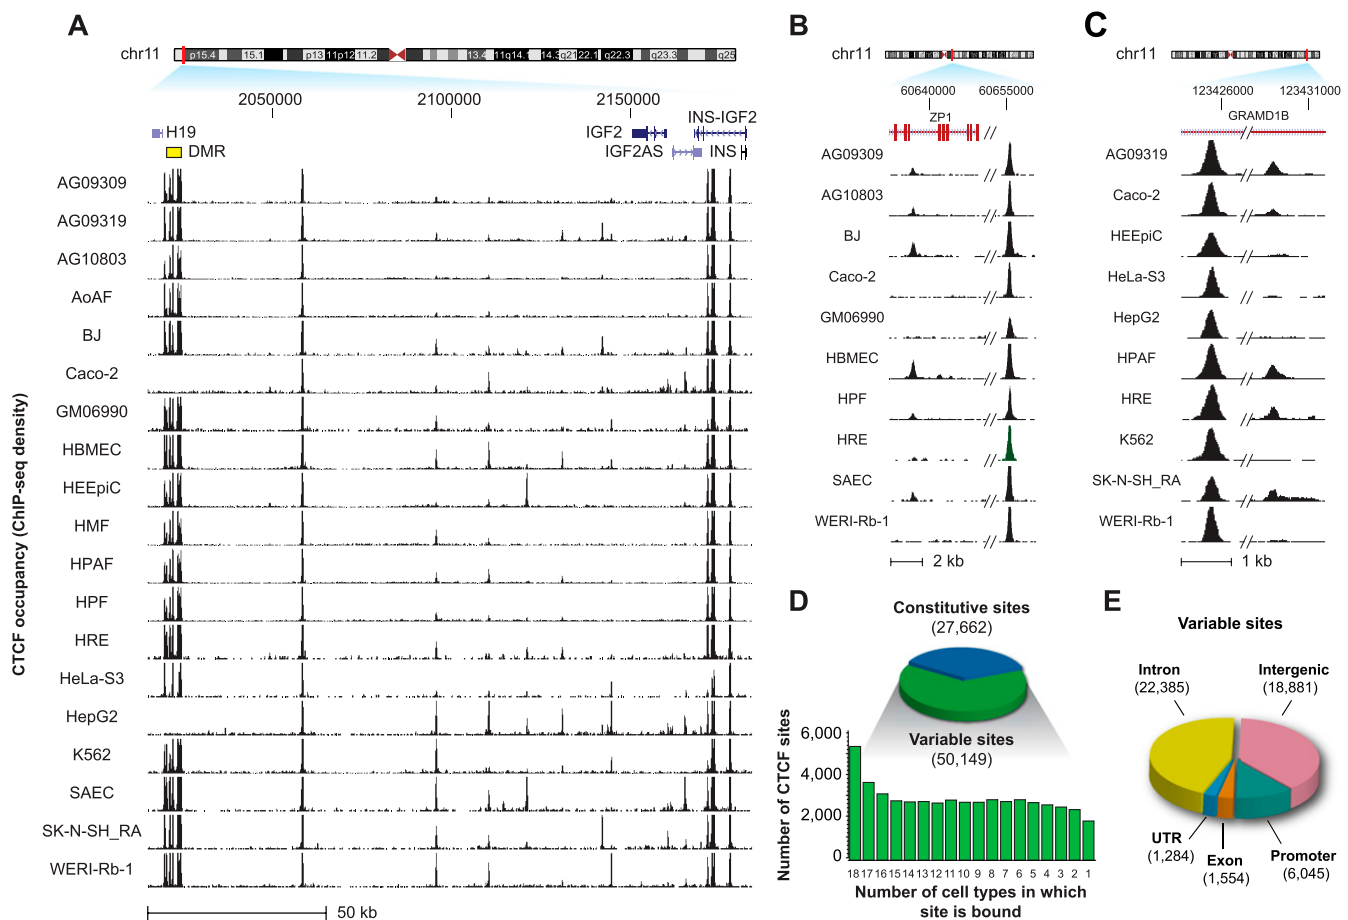 A
chr11
p15.4 15.1 p13 11p12 11.2 13.4 11q14.1 14.3 q21 22.1 q22.3 q23.3 q25
2050000 2100000 2150000
H19 IGF2 INS-IGF2
DMR IGF2AS INS
CTCF occupancy (ChIP-seq density)
AG09309
AG09319
AG10803
AoAF
BJ
Caco-2
GM06990
HBMEC
HEEpiC
HMF
HPAF
HPF
HRE
HeLa-S3
HepG2
K562
SAEC
SK-N-SH_RA
WERI-Rb-1
50 kb
B
chr11
60640000 60655000
ZP1
AG09309
AG10803
BJ
Caco-2
GM06990
HBMEC
HPF
HRE
SAEC
WERI-Rb-1
2 kb
C
chr11
123426000 123431000
GRAMD1B
AG09319
Caco-2
HEEpiC
HeLa-S3
HepG2
HPAF
HRE
K562
SK-N-SH_RA
WERI-Rb-1
1 kb
D
Constitutive sites
(27,662)
Variable sites
(50,149)
Number of CTCF sites
6,000
4,000
2,000
0
18 17 16 15 14 13 12 11 10 9 8 7 6 5 4 3 2 1
Number of cell types in which
site is bound
E
Variable sites
Intron
(22,385)
Intergenic
(18,881)
UTR
(1,284)
Exon
(1,554)
Promoter
(6,045)